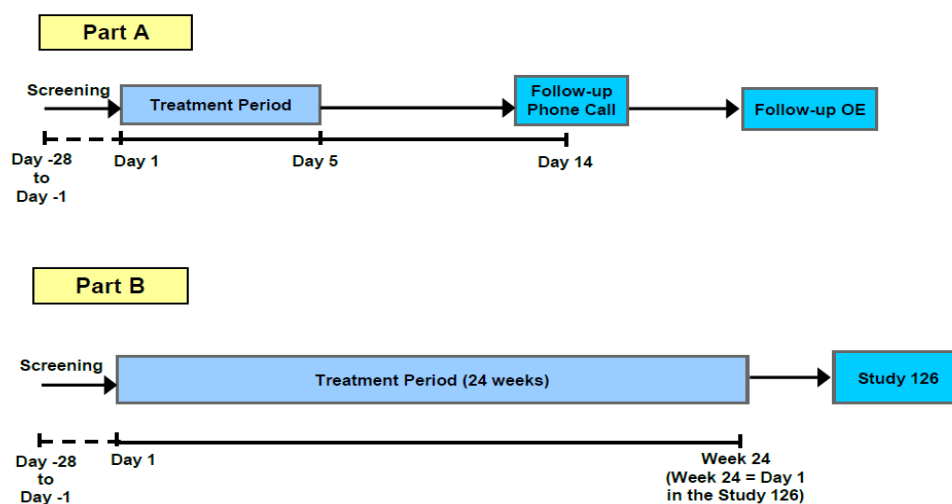 Part A
Screening
Treatment Period
Follow-up
Phone Call
Follow-up OE
Day -28
to
Day -1
Day 1
Day 5
Day 14
Part B
Screening
Treatment Period (24 weeks)
Study 126
Day -28
to
Day -1
Day 1
Week 24
(Week 24 = Day 1
in the Study 126)